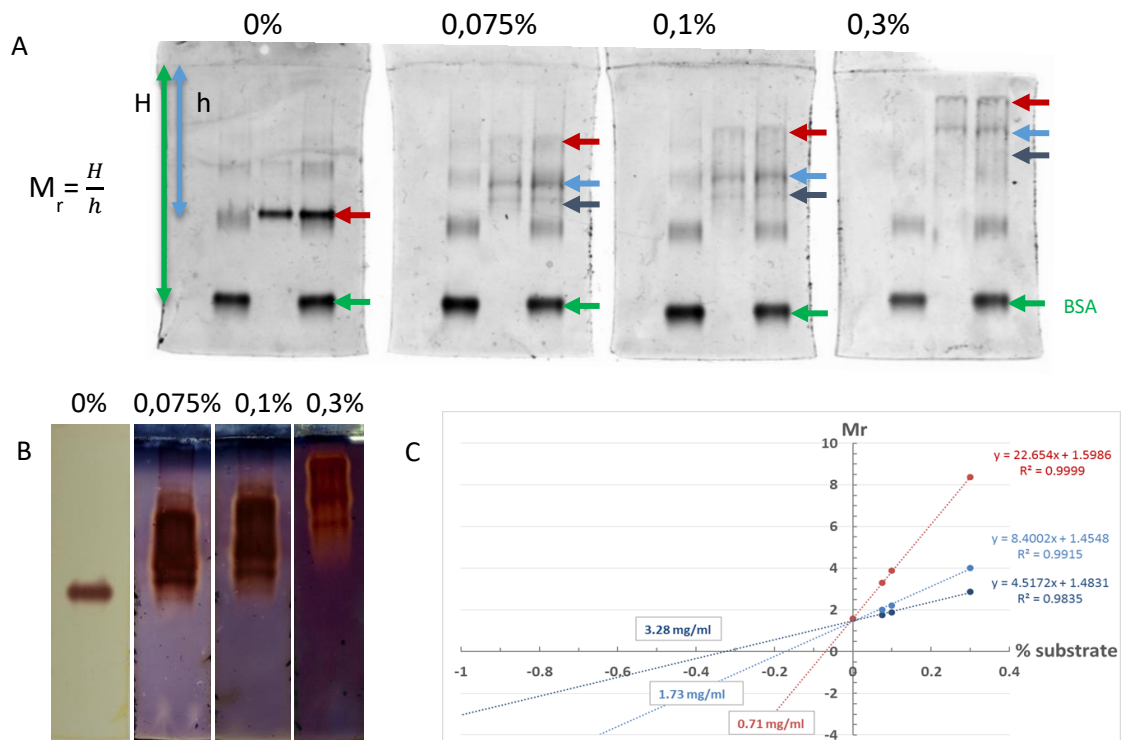 0% 0,075% 0,1% 0,3%
A
H h
Mr = H/h
BSA
0% 0,075% 0,1% 0,3%
B
C
Mr
10
8
6
4
2
0
-2
-4
-1 -0.8 -0.6 -0.4 -0.2 0 0.2 0.4
% substrate
y = 22.654x + 1.5986
R² = 0.9999
y = 8.4002x + 1.4548
R² = 0.9915
y = 4.5172x + 1.4831
R² = 0.9835
3.28 mg/ml
1.73 mg/ml
0.71 mg/ml